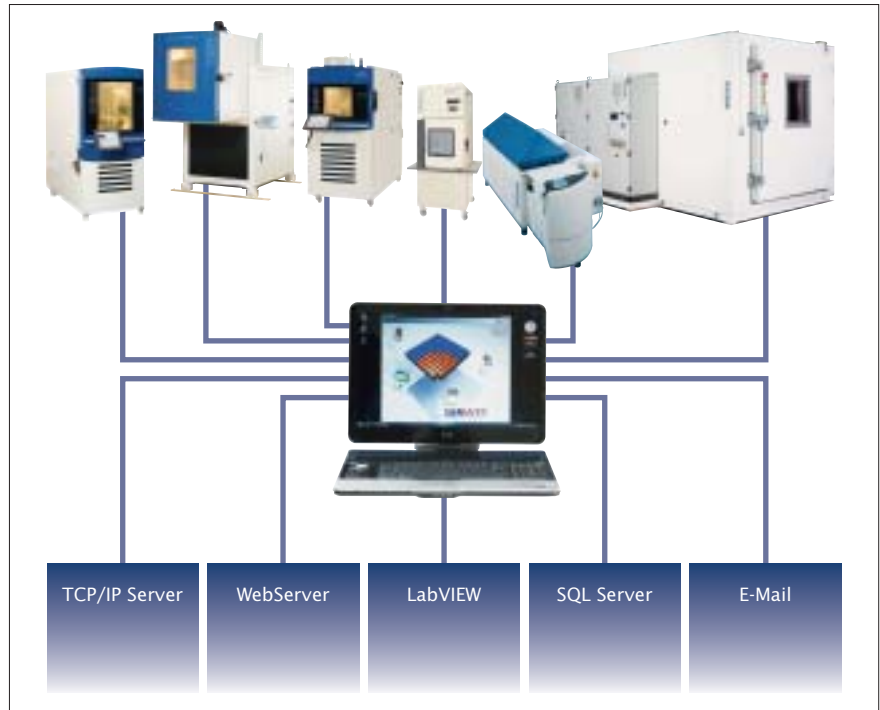 TCP/IP Server
WebServer
LabVIEW
SQL Server
E-Mail